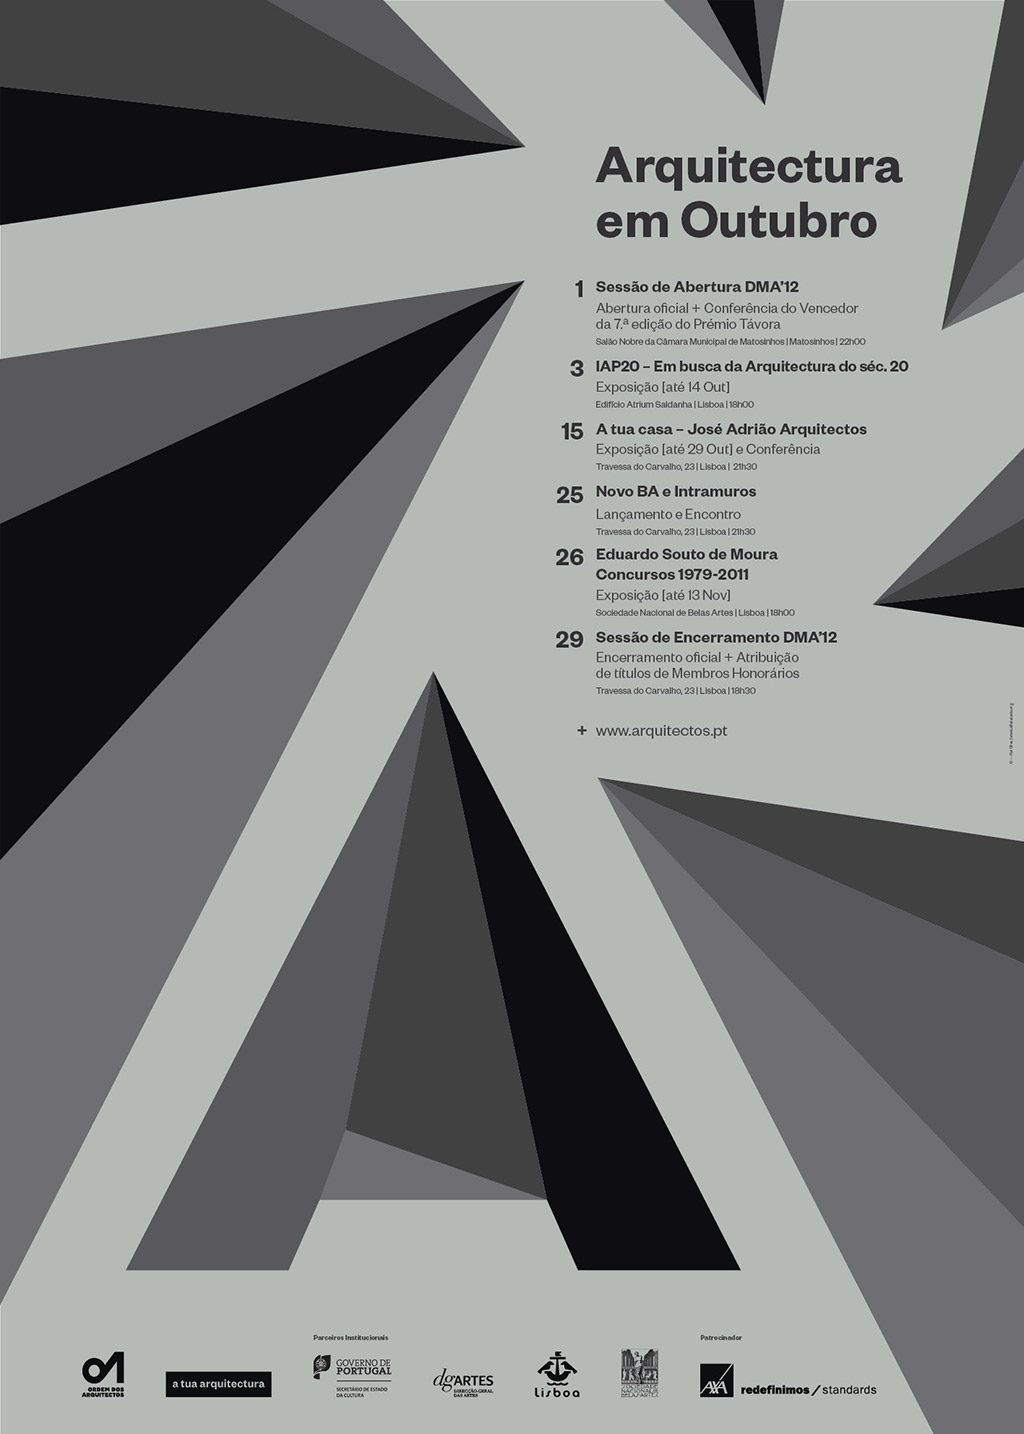 Arquitectura
em Outubro
1 Sessão de Abertura DMA'12
Abertura oficial + Conferência do Vencedor
da 7.ª edição do Prémio Távora
Salão Nobre da Câmara Municipal de Matosinhos | Matosinhos | 22h00
3 IAP20 – Em busca da Arquitectura do séc. 20
Exposição [até 14 Out]
Edifício Atrium Saldanha | Lisboa | 18h00
15 A tua casa – José Adrião Arquitectos
Exposição [até 29 Out] e Conferência
Travessa do Carvalho, 23 | Lisboa | 21h30
25 Novo BA e Intramuros
Lançamento e Encontro
Travessa do Carvalho, 23 | Lisboa | 21h30
26 Eduardo Souto de Moura
Concursos 1979-2011
Exposição [até 13 Nov]
Sociedade Nacional de Belas Artes | Lisboa | 18h00
29 Sessão de Encerramento DMA'12
Encerramento oficial + Atribuição
de títulos de Membros Honorários
Travessa do Carvalho, 23 | Lisboa | 18h30
+ www.arquitectos.pt
Parceiros Institucionais
Patrocinador
OA
ORDEM DOS
ARQUITECTOS
a tua arquitectura
GOVERNO DE
PORTUGAL
SECRETÁRIO DE ESTADO
DA CULTURA
dgARTES
DIRECÇÃO-GERAL
DAS ARTES
lisboa
SOCIEDADE
NACIONAL DE
BELAS ARTES
AXA
redefinimos / standards